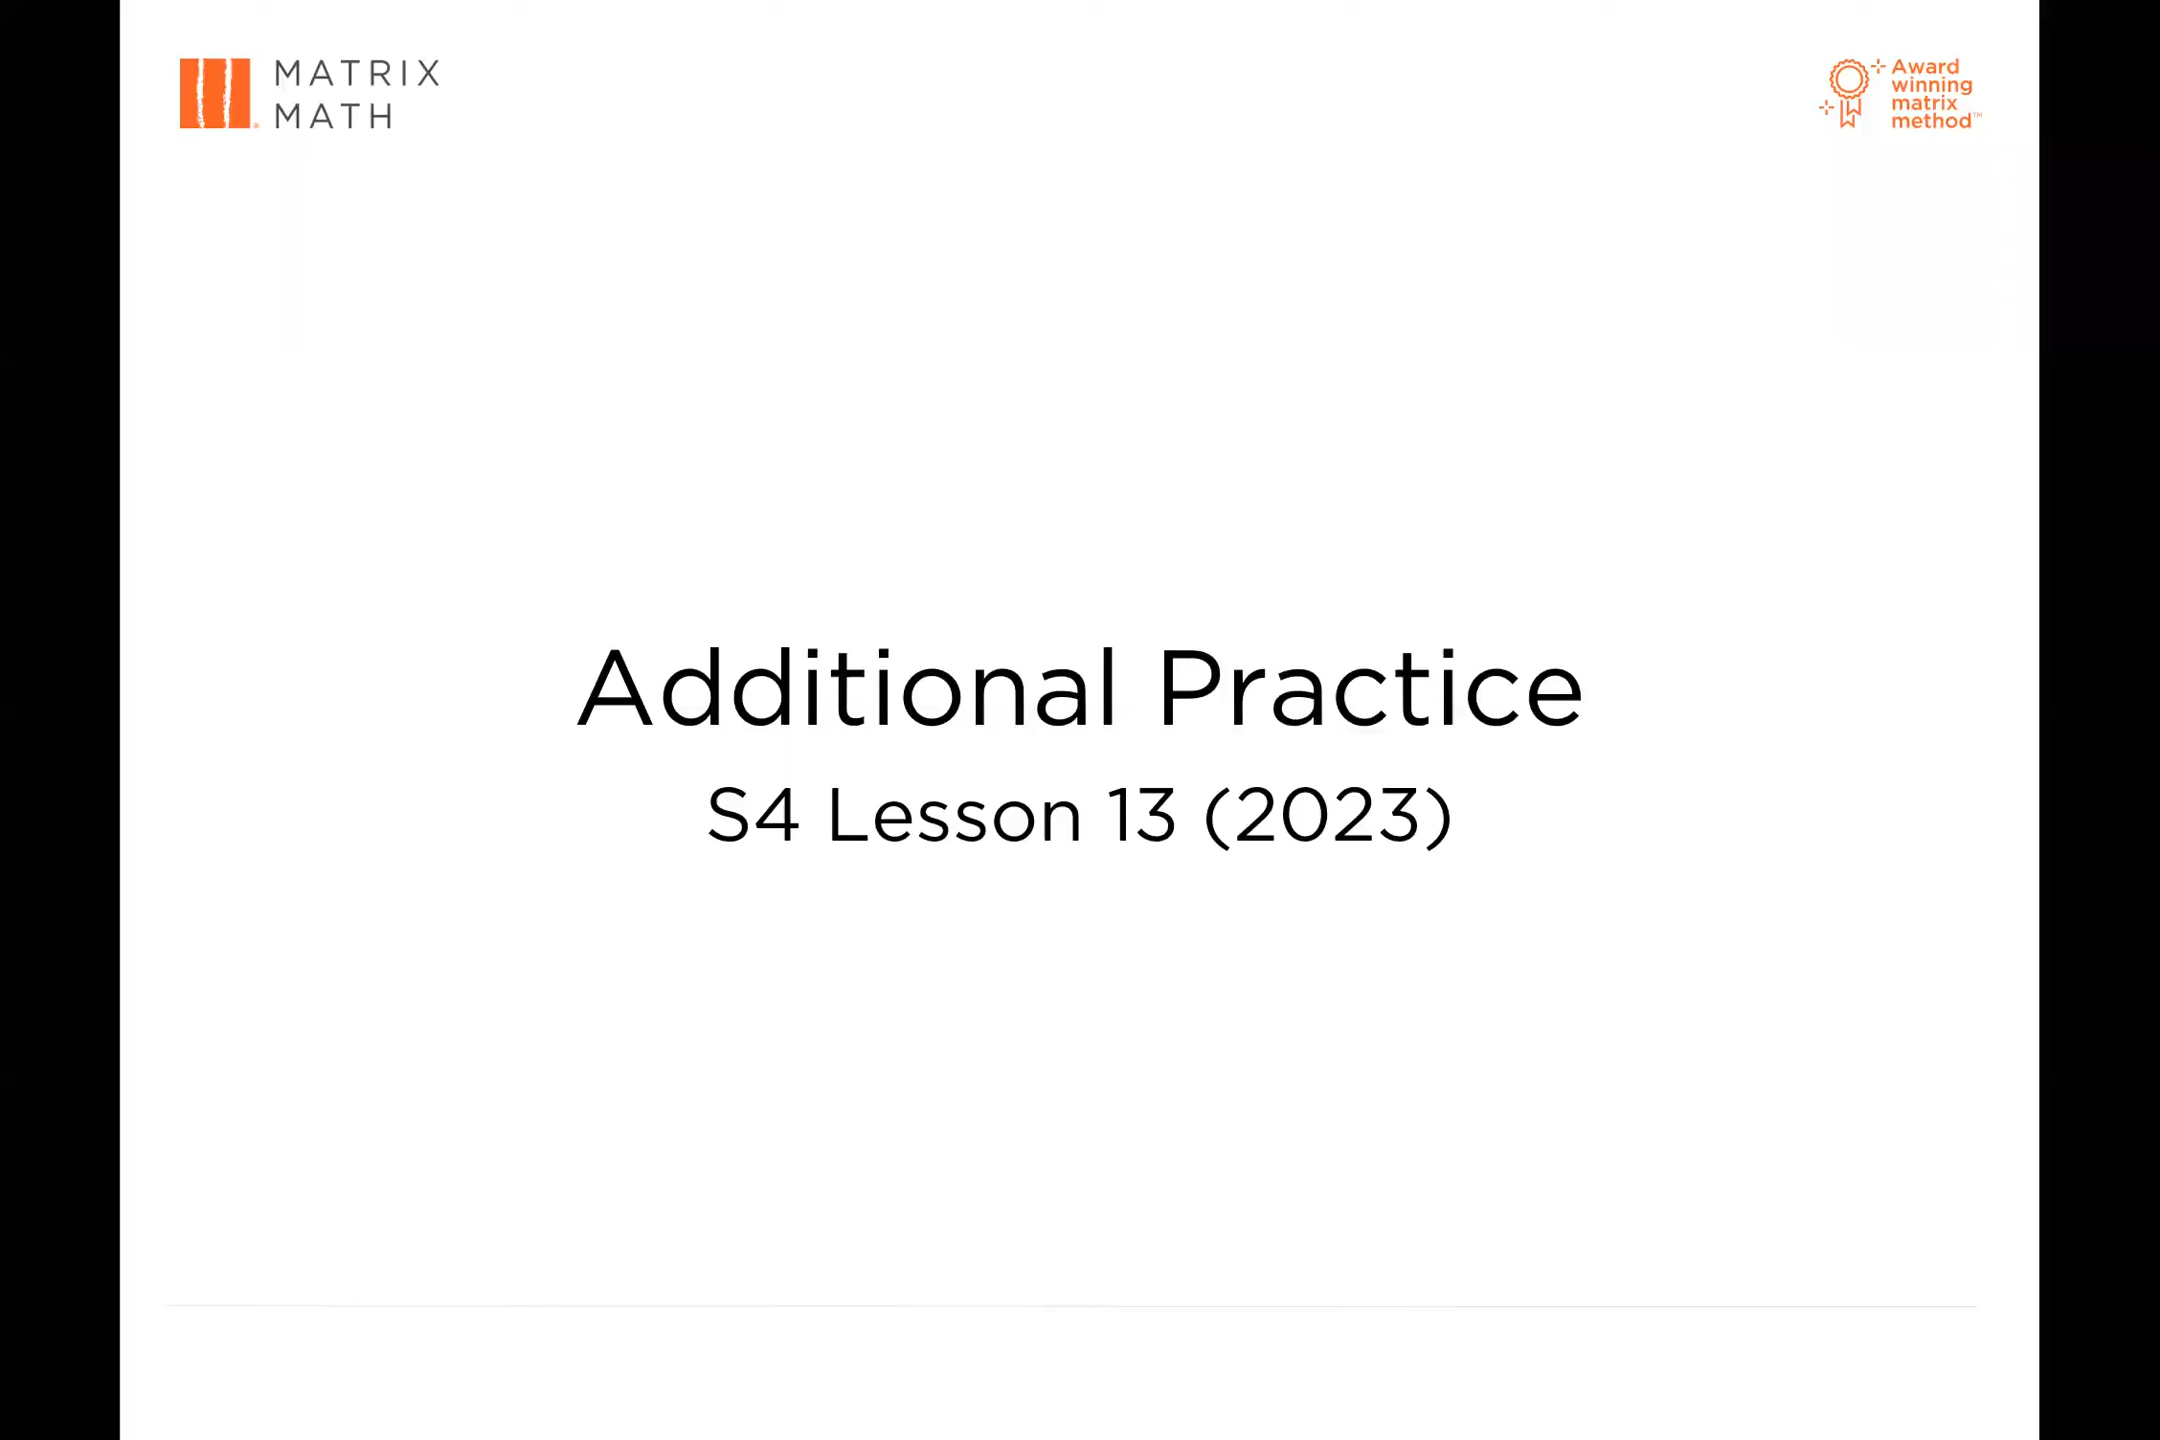 MATRIX
MATH
Award
winning
matrix
method™
Additional Practice
S4 Lesson 13 (2023)